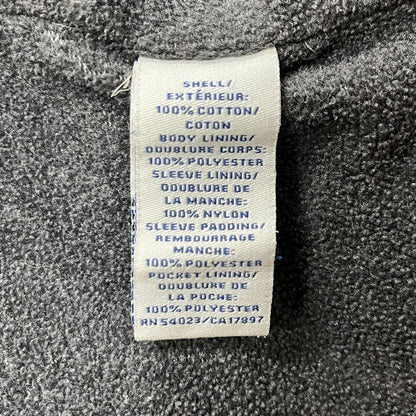 SHELL/
EXTÉRIEUR:
100% COTTON/
COTON
BODY LINING/
DOUBLURE CORPS:
100% POLYESTER
SLEEVE LINING/
DOUBLURE DE
LA MANCHE:
100% NYLON
SLEEVE PADDING/
REMBOURRAGE
MANCHE:
100% POLYESTER
POCKET LINING/
DOUBLURE DE
LA POCHE:
100% POLYESTER
RN 54023/CA17897